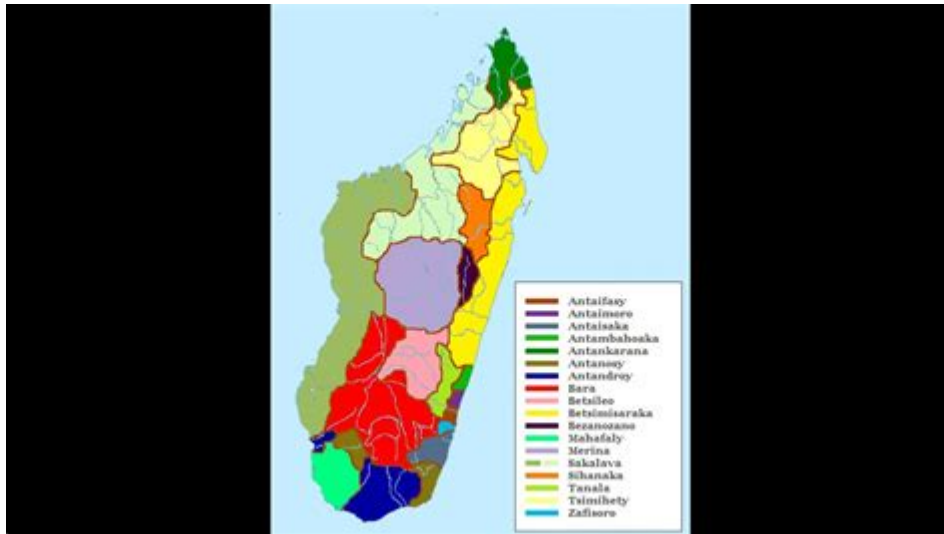 Antaifasy
Antaimoro
Antaisaka
Antambahoaka
Antankarana
Antanosy
Antandroy
Bara
Betsileo
Betsimisaraka
Bezanozano
Mahafaly
Merina
Sakalava
Sihanaka
Tanala
Tsimihety
Zafisoro